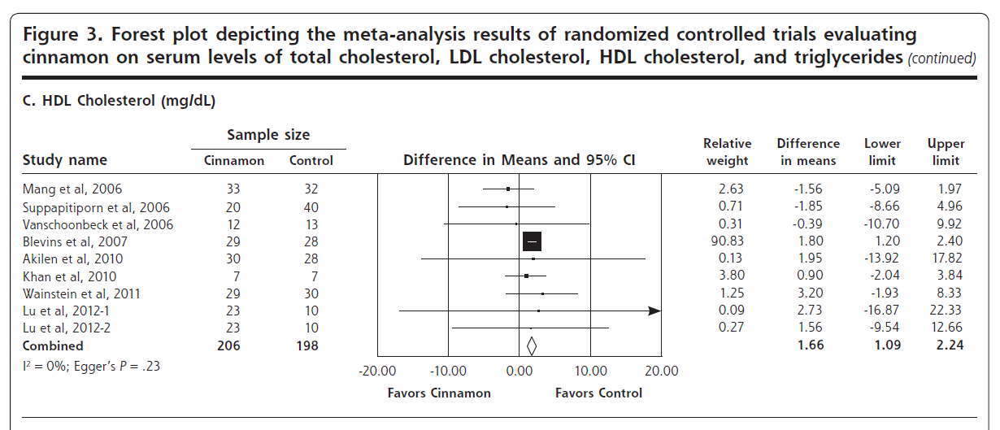 Figure 3. Forest plot depicting the meta-analysis results of randomized controlled trials evaluating
cinnamon on serum levels of total cholesterol, LDL cholesterol, HDL cholesterol, and triglycerides (continued)
C. HDL Cholesterol (mg/dL)
Sample size
Study name Cinnamon Control Difference in Means and 95% CI Relative weight Difference in means Lower limit Upper limit
Mang et al, 2006 33 32 2.63 -1.56 -5.09 1.97
Suppapitiporn et al, 2006 20 40 0.71 -1.85 -8.66 4.96
Vanschoonbeck et al, 2006 12 13 0.31 -0.39 -10.70 9.92
Blevins et al, 2007 29 28 90.83 1.80 1.20 2.40
Akilen et al, 2010 30 28 0.13 1.95 -13.92 17.82
Khan et al, 2010 7 7 3.80 0.90 -2.04 3.84
Wainstein et al, 2011 29 30 1.25 3.20 -1.93 8.33
Lu et al, 2012-1 23 10 0.09 2.73 -16.87 22.33
Lu et al, 2012-2 23 10 0.27 1.56 -9.54 12.66
Combined 206 198 1.66 1.09 2.24
I² = 0%; Egger's P = .23
-20.00 -10.00 0.00 10.00 20.00
Favors Cinnamon Favors Control